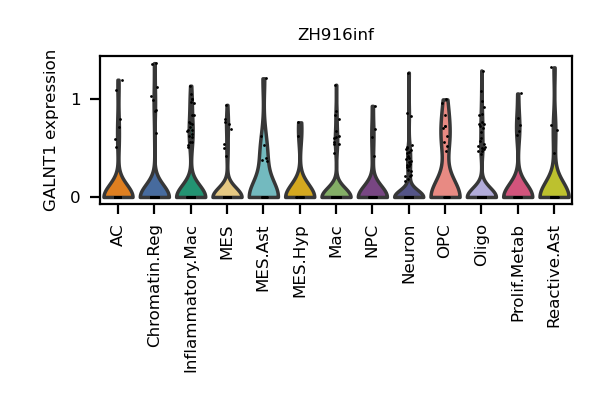 ZH916inf
GALNT1 expression
1
0
AC
Chromatin.Reg
Inflammatory.Mac
MES
MES.Ast
MES.Hyp
Mac
NPC
Neuron
OPC
Oligo
Prolif.Metab
Reactive.Ast